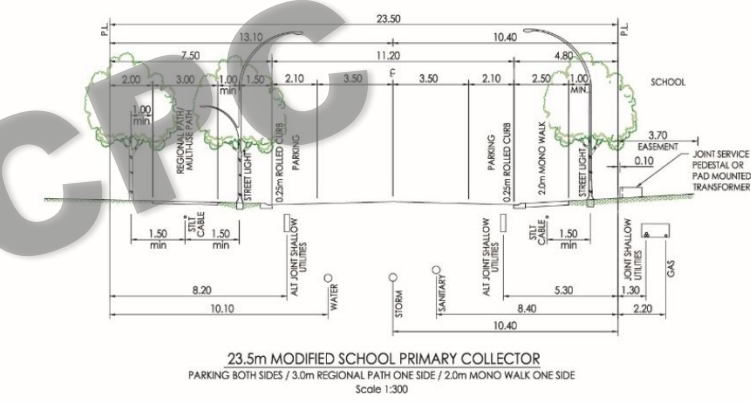 23.50
P.L.
P.L.
13.10
10.40
7.50
11.20
4.80
2.00
3.00
1.00
min
1.50
2.10
3.50
℄
3.50
2.10
2.50
1.00
MIN.
SCHOOL
1.00
min
REGIONAL PATH/
MULTI-USE PATH
STREET LIGHT
0.25m ROLLED CURB
PARKING
PARKING
0.25m ROLLED CURB
2.0m MONO WALK
STREET LIGHT
3.70
EASEMENT
0.10
JOINT SERVICE
PEDESTAL OR
PAD MOUNTED
TRANSFORMER
CPC
1.50
min
STLT
CABLE
1.50
min
ALT JOINT SHALLOW
UTILITIES
WATER
STORM
SANITARY
ALT JOINT SHALLOW
UTILITIES
STLT
CABLE
1.50
min
JOINT SHALLOW
UTILITIES
GAS
8.20
5.30
1.30
10.10
8.40
2.20
10.40
23.5m MODIFIED SCHOOL PRIMARY COLLECTOR
PARKING BOTH SIDES / 3.0m REGIONAL PATH ONE SIDE / 2.0m MONO WALK ONE SIDE
Scale 1:300